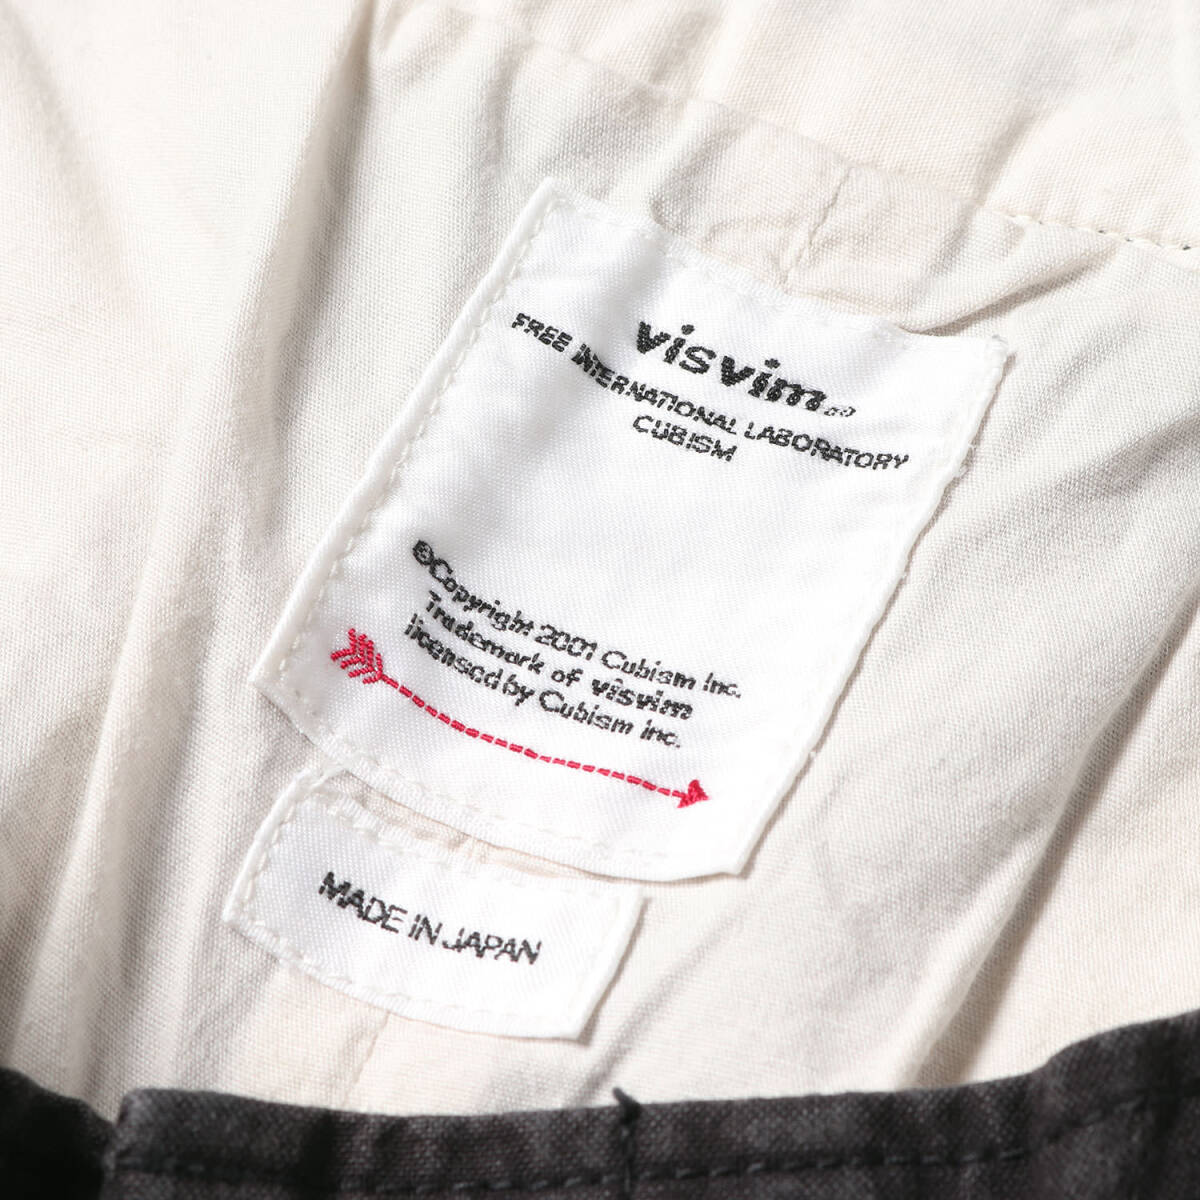 visvim®
FREE INTERNATIONAL LABORATORY
CUBISM
©Copyright 2001 Cubism Inc.
Trademark of visvim
licensed by Cubism inc.
MADE IN JAPAN